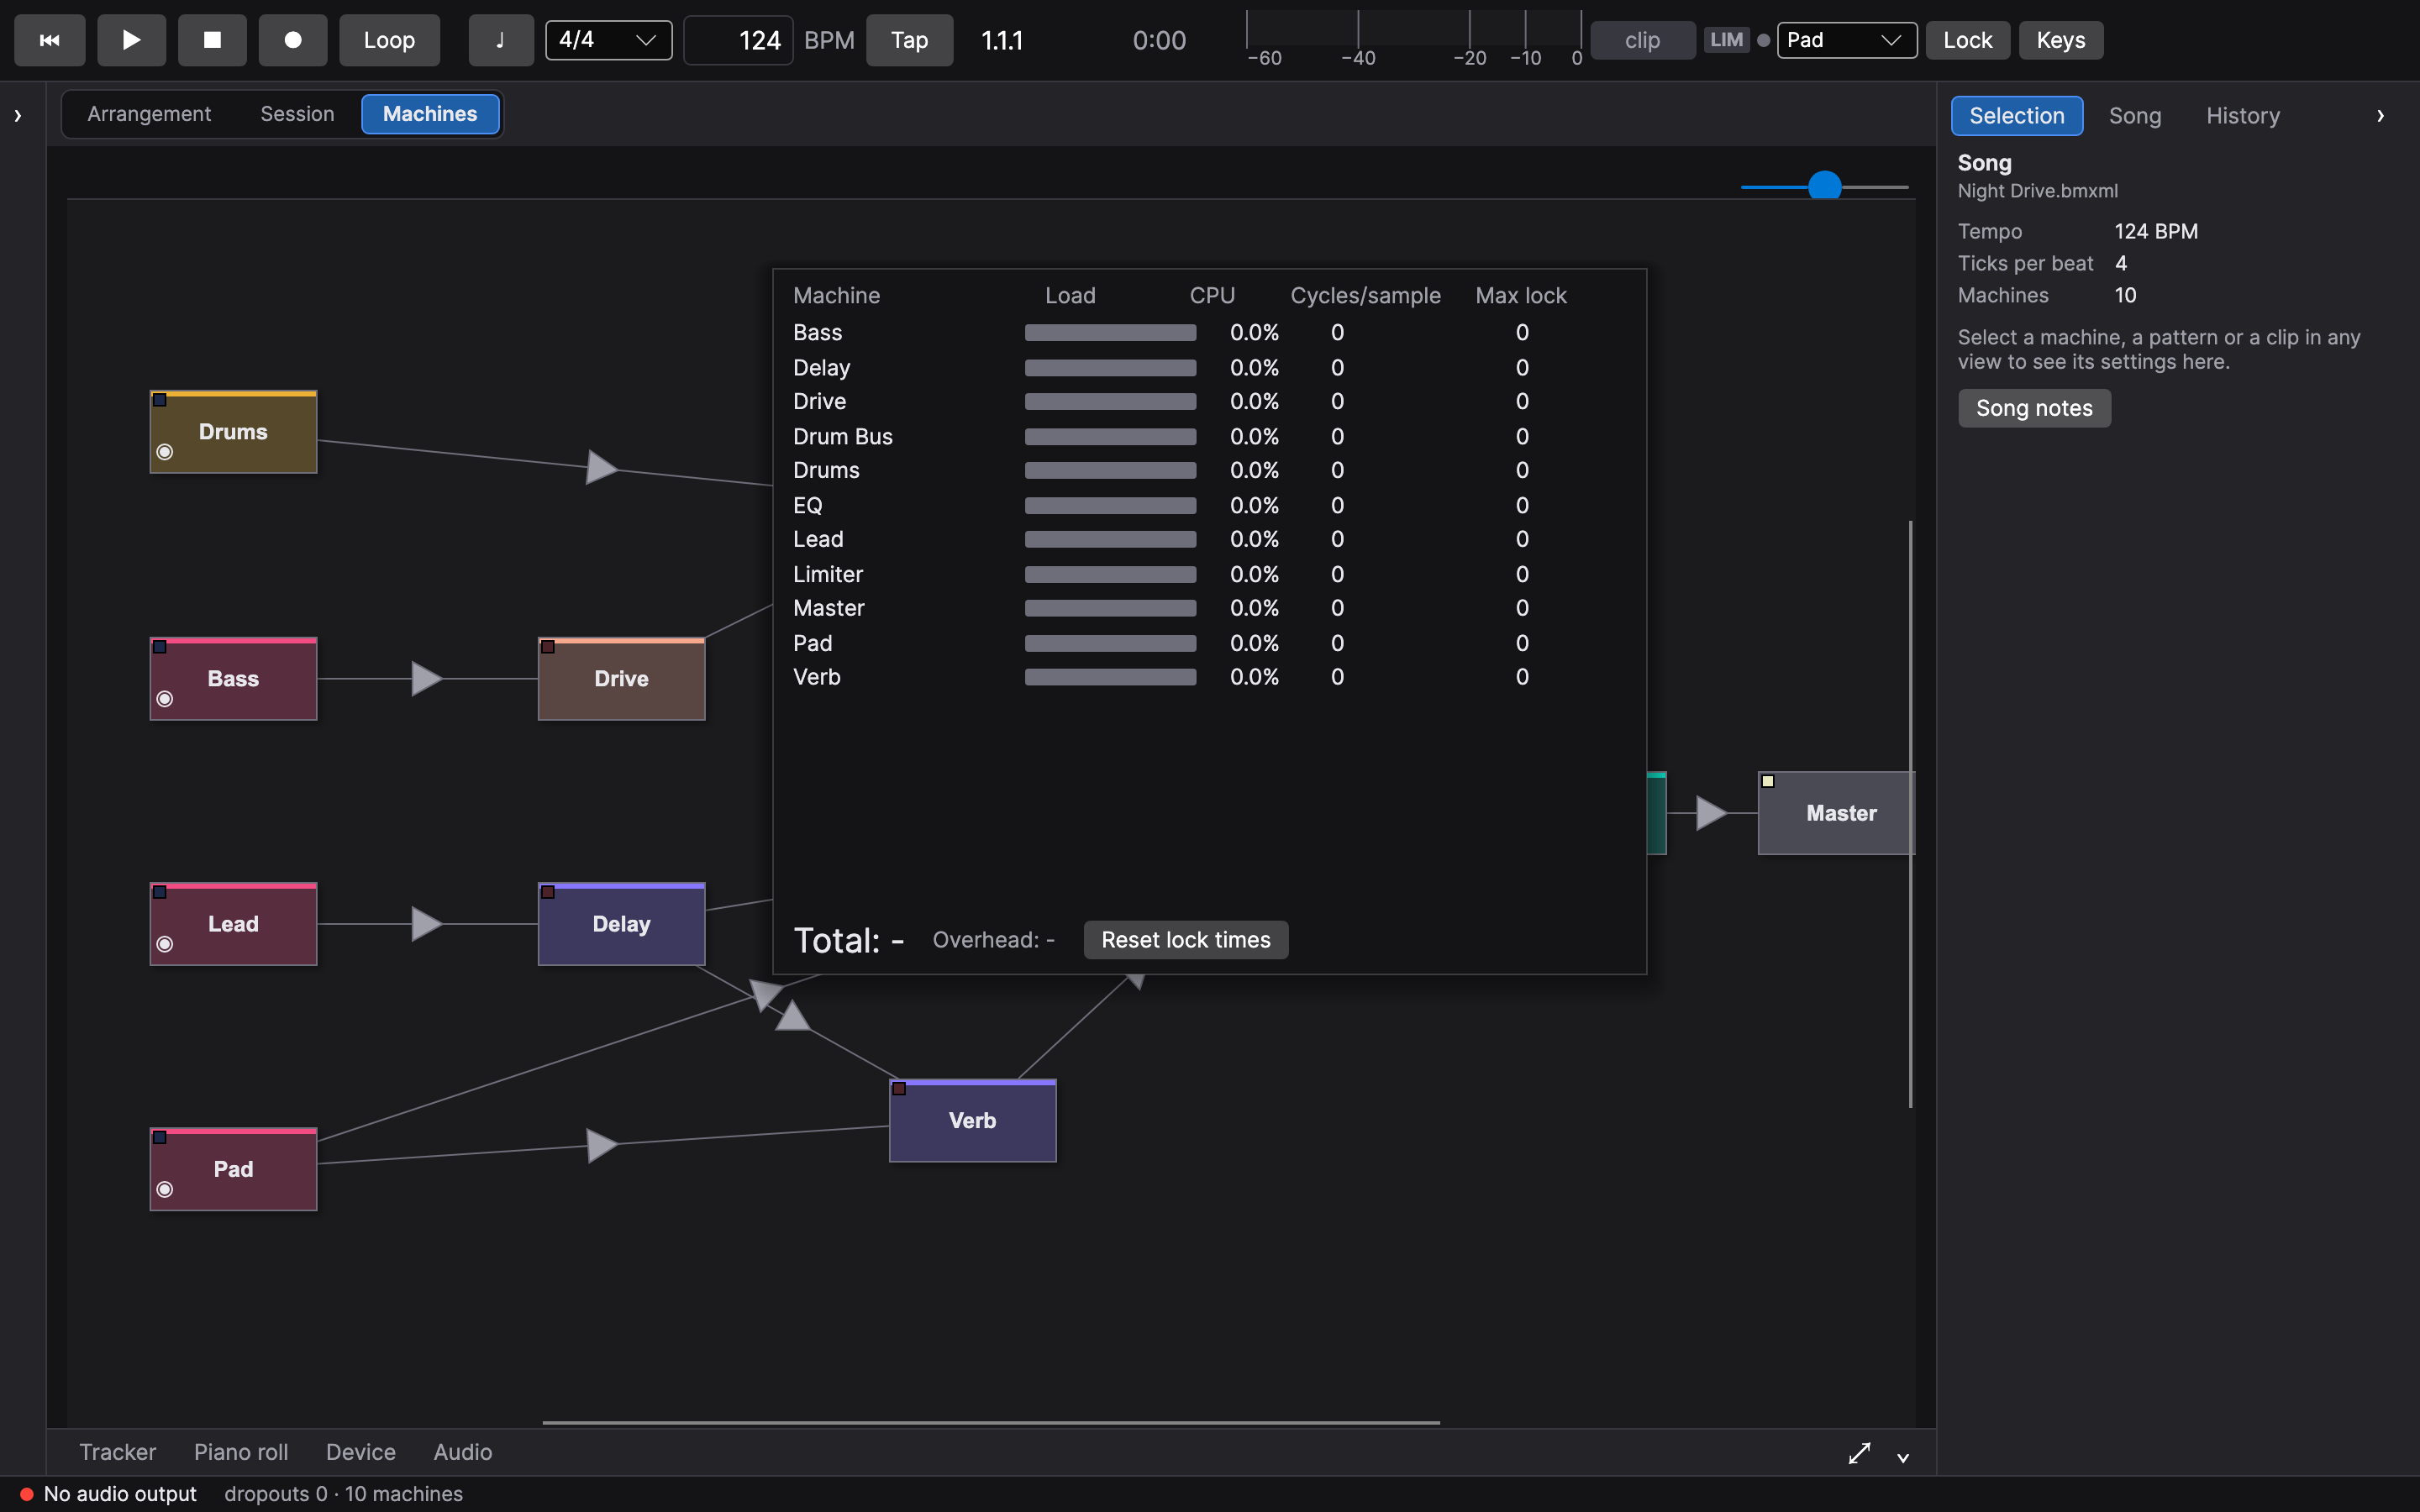 Loop
♩
4/4
124 BPM
Tap
1.1.1
0:00
−60 −40 −20 −10 0
clip
LIM
Pad
Lock
Keys
Arrangement Session Machines
Selection Song History
Song
Night Drive.bmxml
Tempo 124 BPM
Ticks per beat 4
Machines 10
Select a machine, a pattern or a clip in any
view to see its settings here.
Song notes
Machine Load CPU Cycles/sample Max lock
Bass 0.0% 0 0
Delay 0.0% 0 0
Drive 0.0% 0 0
Drum Bus 0.0% 0 0
Drums 0.0% 0 0
EQ 0.0% 0 0
Lead 0.0% 0 0
Limiter 0.0% 0 0
Master 0.0% 0 0
Pad 0.0% 0 0
Verb 0.0% 0 0
Total: - Overhead: - Reset lock times
Drums
Bass
Drive
Master
Lead
Delay
Verb
Pad
Tracker Piano roll Device Audio
No audio output dropouts 0 · 10 machines